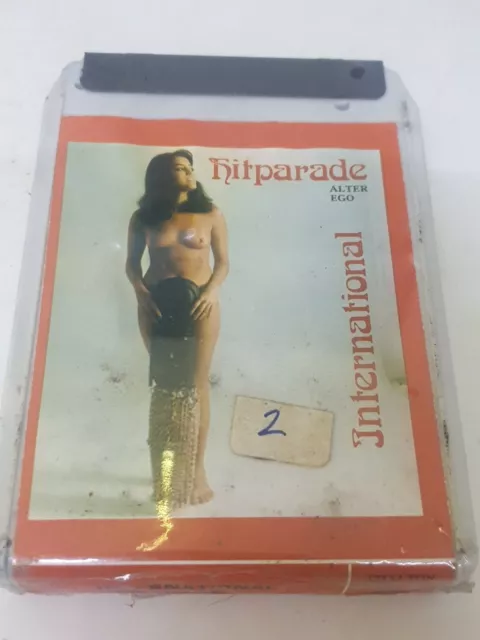 Hitparade
ALTER
EGO
International
2